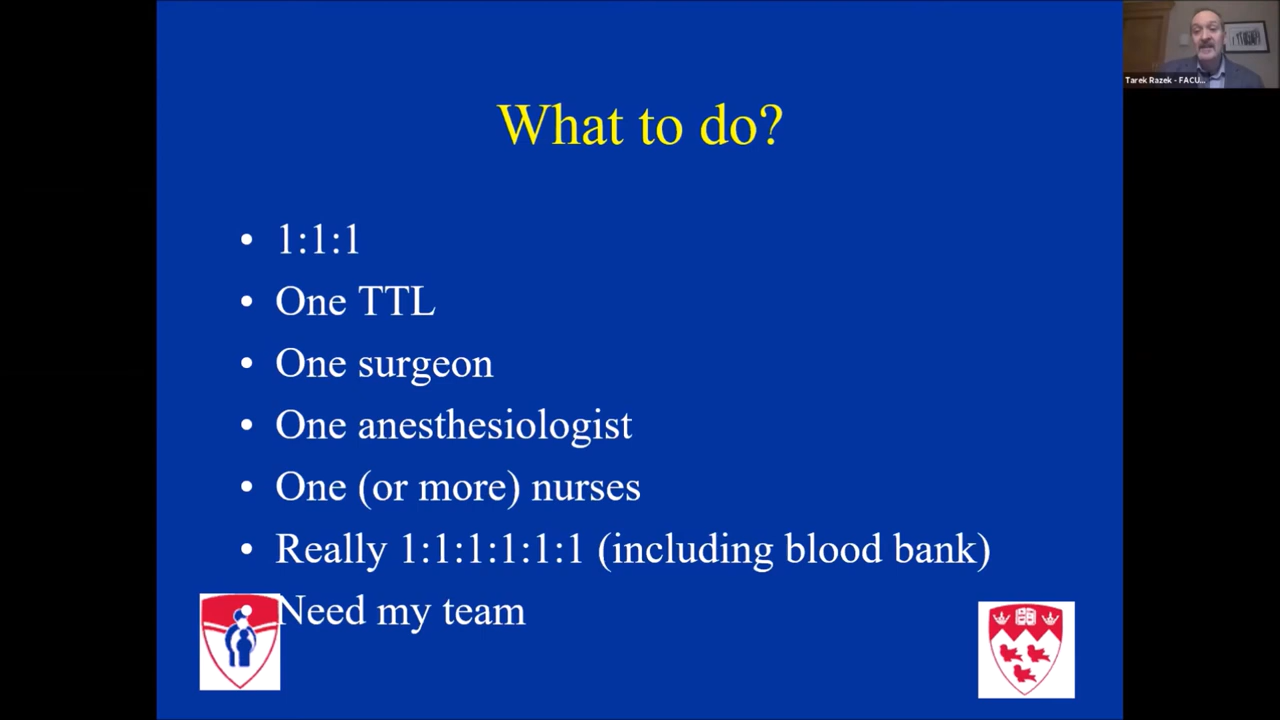 What to do?
• 1:1:1
• One TTL
• One surgeon
• One anesthesiologist
• One (or more) nurses
• Really 1:1:1:1:1:1 (including blood bank)
Need my team
Tarek Razek - FACU...